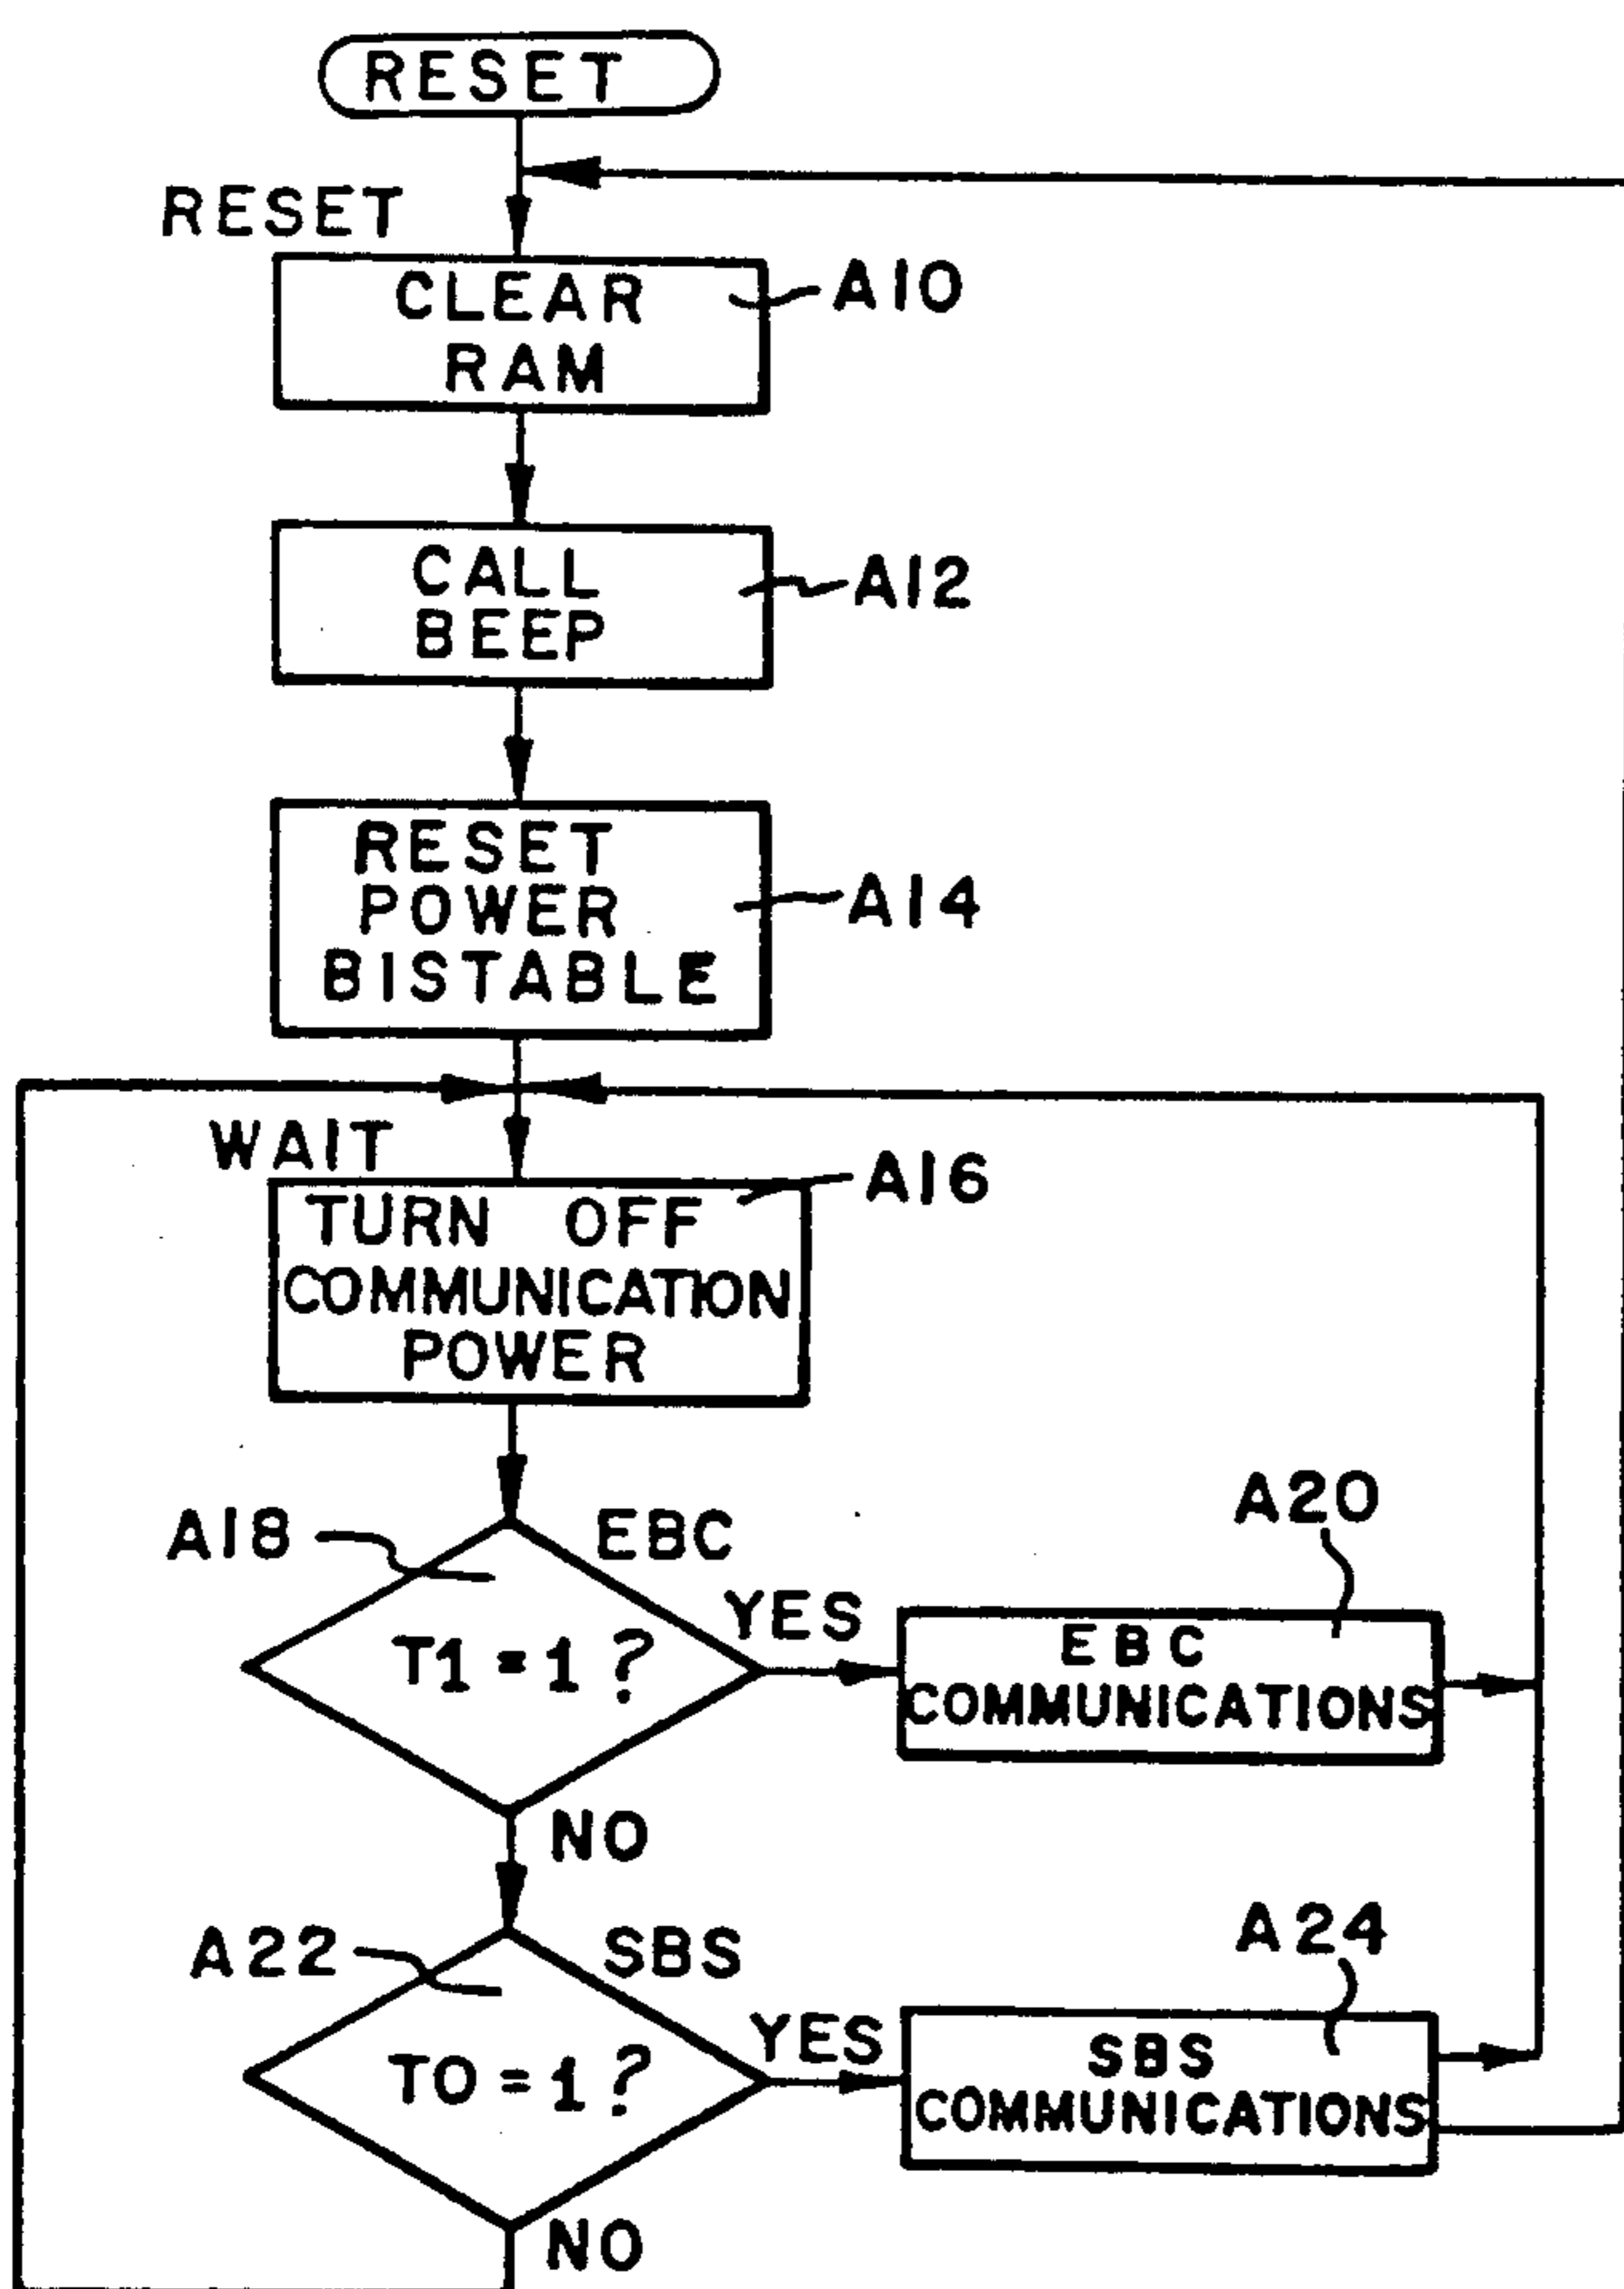 RESET
RESET
CLEAR
RAM
A10
CALL
BEEP
A12
RESET
POWER
BISTABLE
A14
WAIT
TURN OFF
COMMUNICATION
POWER
A16
A18
EBC
T1 = 1 ?
YES
A20
EBC
COMMUNICATIONS
NO
A22
SBS
T0 = 1 ?
YES
A24
SBS
COMMUNICATIONS
NO